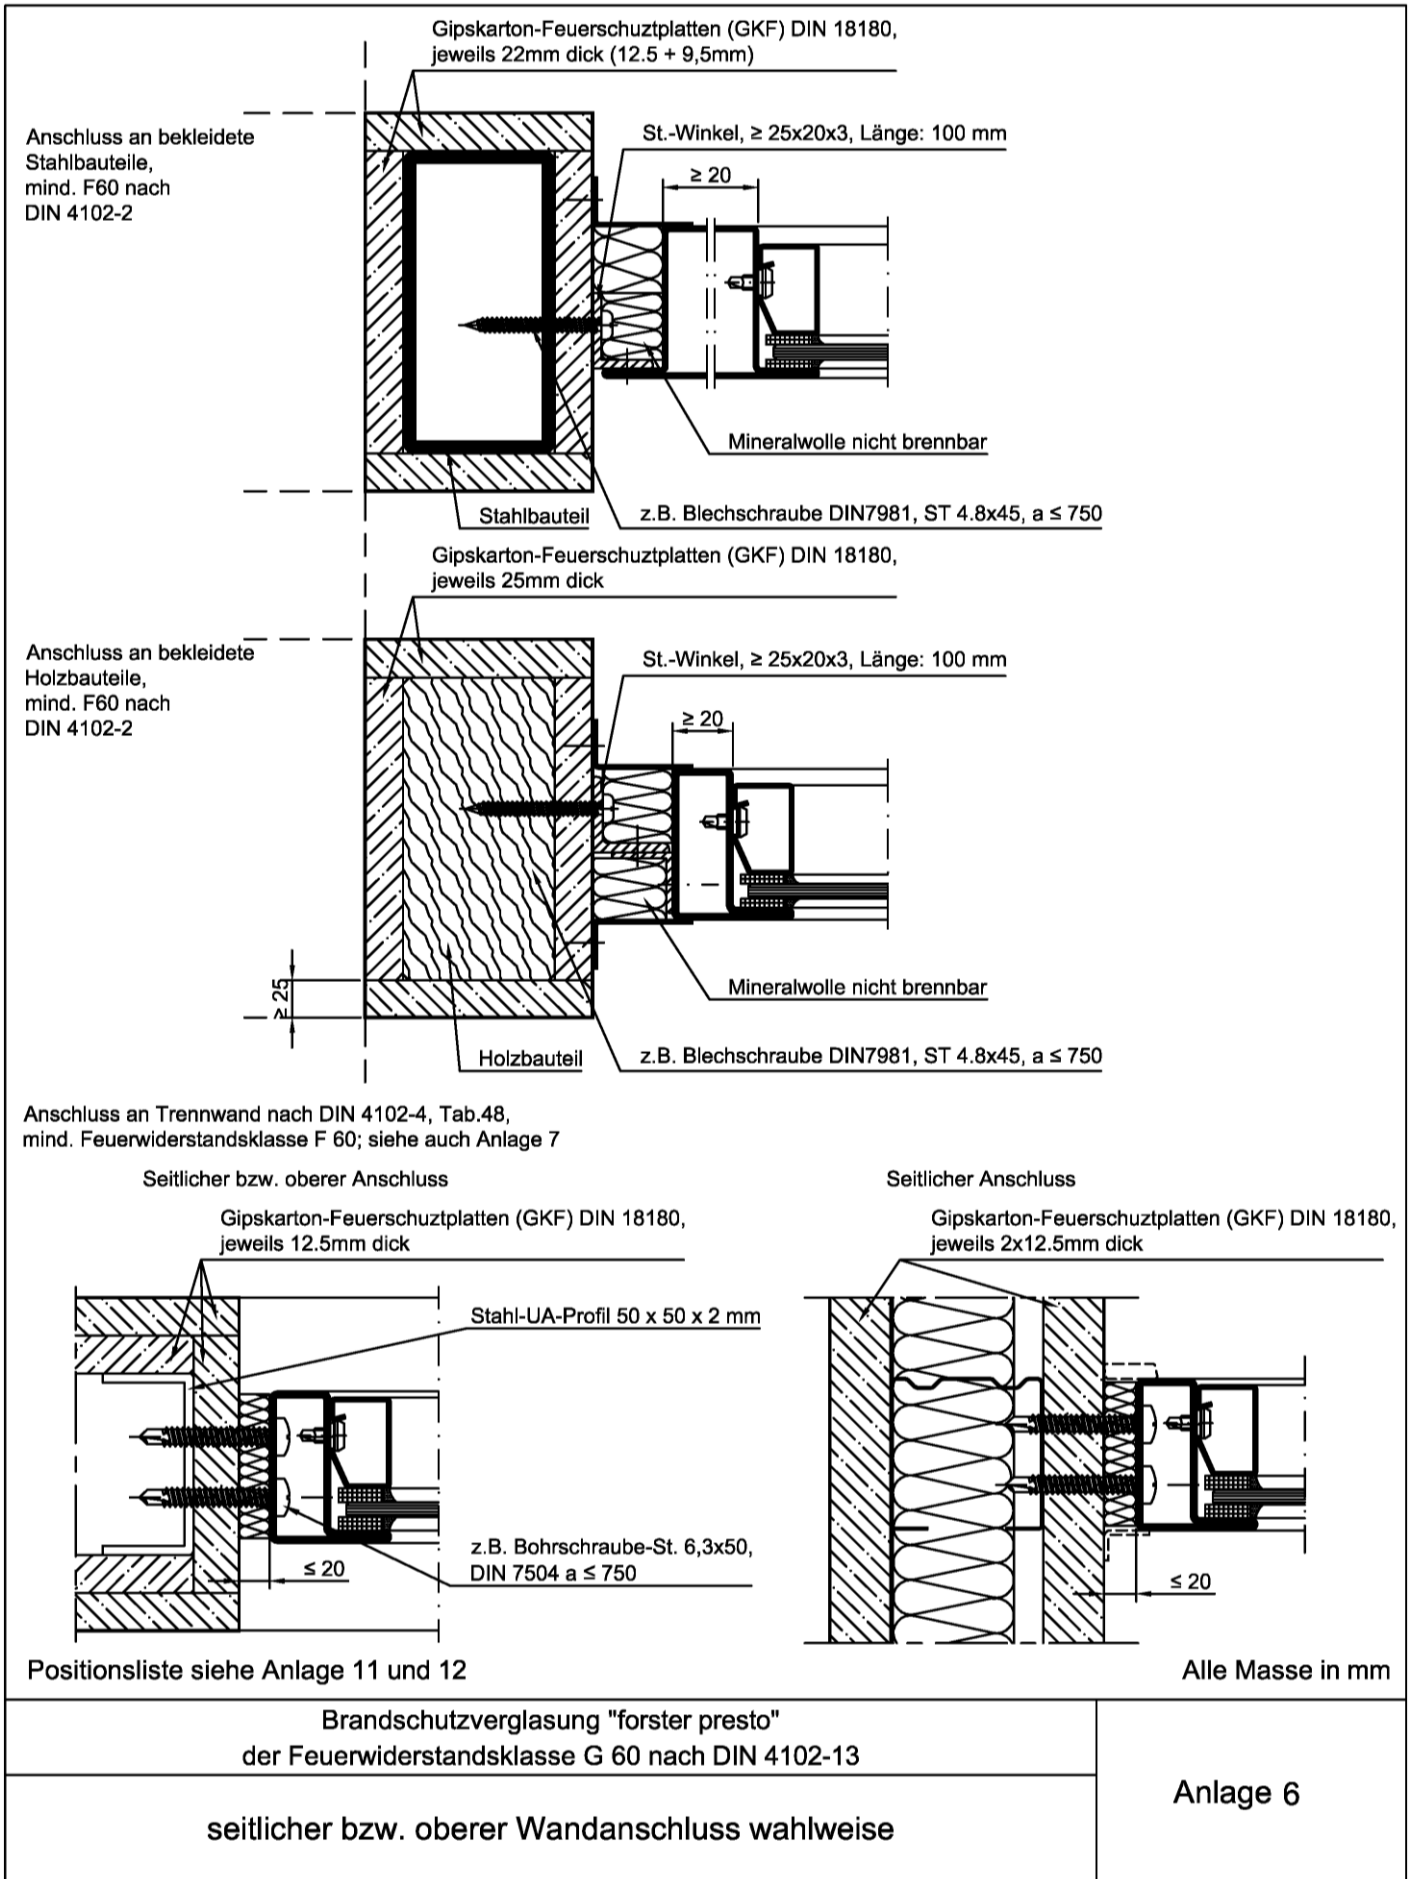 Gipskarton-Feuerschuztplatten (GKF) DIN 18180,
jeweils 22mm dick (12.5 + 9,5mm)
Anschluss an bekleidete
Stahlbauteile,
mind. F60 nach
DIN 4102-2
St.-Winkel, ≥ 25x20x3, Länge: 100 mm
≥ 20
Mineralwolle nicht brennbar
Stahlbauteil
z.B. Blechschraube DIN7981, ST 4.8x45, a ≤ 750
Gipskarton-Feuerschuztplatten (GKF) DIN 18180,
jeweils 25mm dick
Anschluss an bekleidete
Holzbauteile,
mind. F60 nach
DIN 4102-2
St.-Winkel, ≥ 25x20x3, Länge: 100 mm
≥ 20
≥ 25
Mineralwolle nicht brennbar
Holzbauteil
z.B. Blechschraube DIN7981, ST 4.8x45, a ≤ 750
Anschluss an Trennwand nach DIN 4102-4, Tab.48,
mind. Feuerwiderstandsklasse F 60; siehe auch Anlage 7
Seitlicher bzw. oberer Anschluss
Gipskarton-Feuerschuztplatten (GKF) DIN 18180,
jeweils 12.5mm dick
Stahl-UA-Profil 50 x 50 x 2 mm
z.B. Bohrschraube-St. 6,3x50,
DIN 7504 a ≤ 750
≤ 20
Seitlicher Anschluss
Gipskarton-Feuerschuztplatten (GKF) DIN 18180,
jeweils 2x12.5mm dick
≤ 20
Positionsliste siehe Anlage 11 und 12
Alle Masse in mm
Brandschutzverglasung "forster presto"
der Feuerwiderstandsklasse G 60 nach DIN 4102-13
seitlicher bzw. oberer Wandanschluss wahlweise
Anlage 6